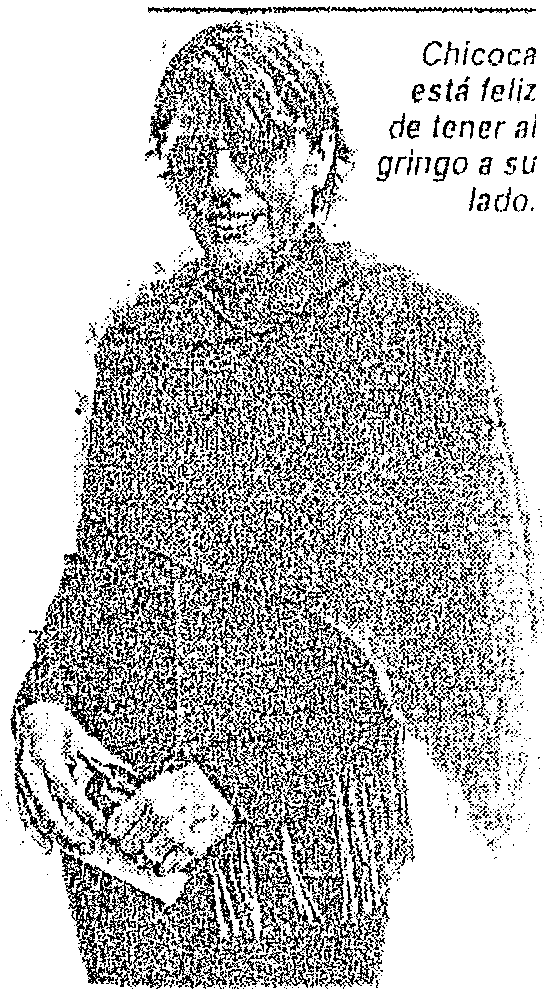 Chicoca
está feliz
de tener al
gringo a su
lado.